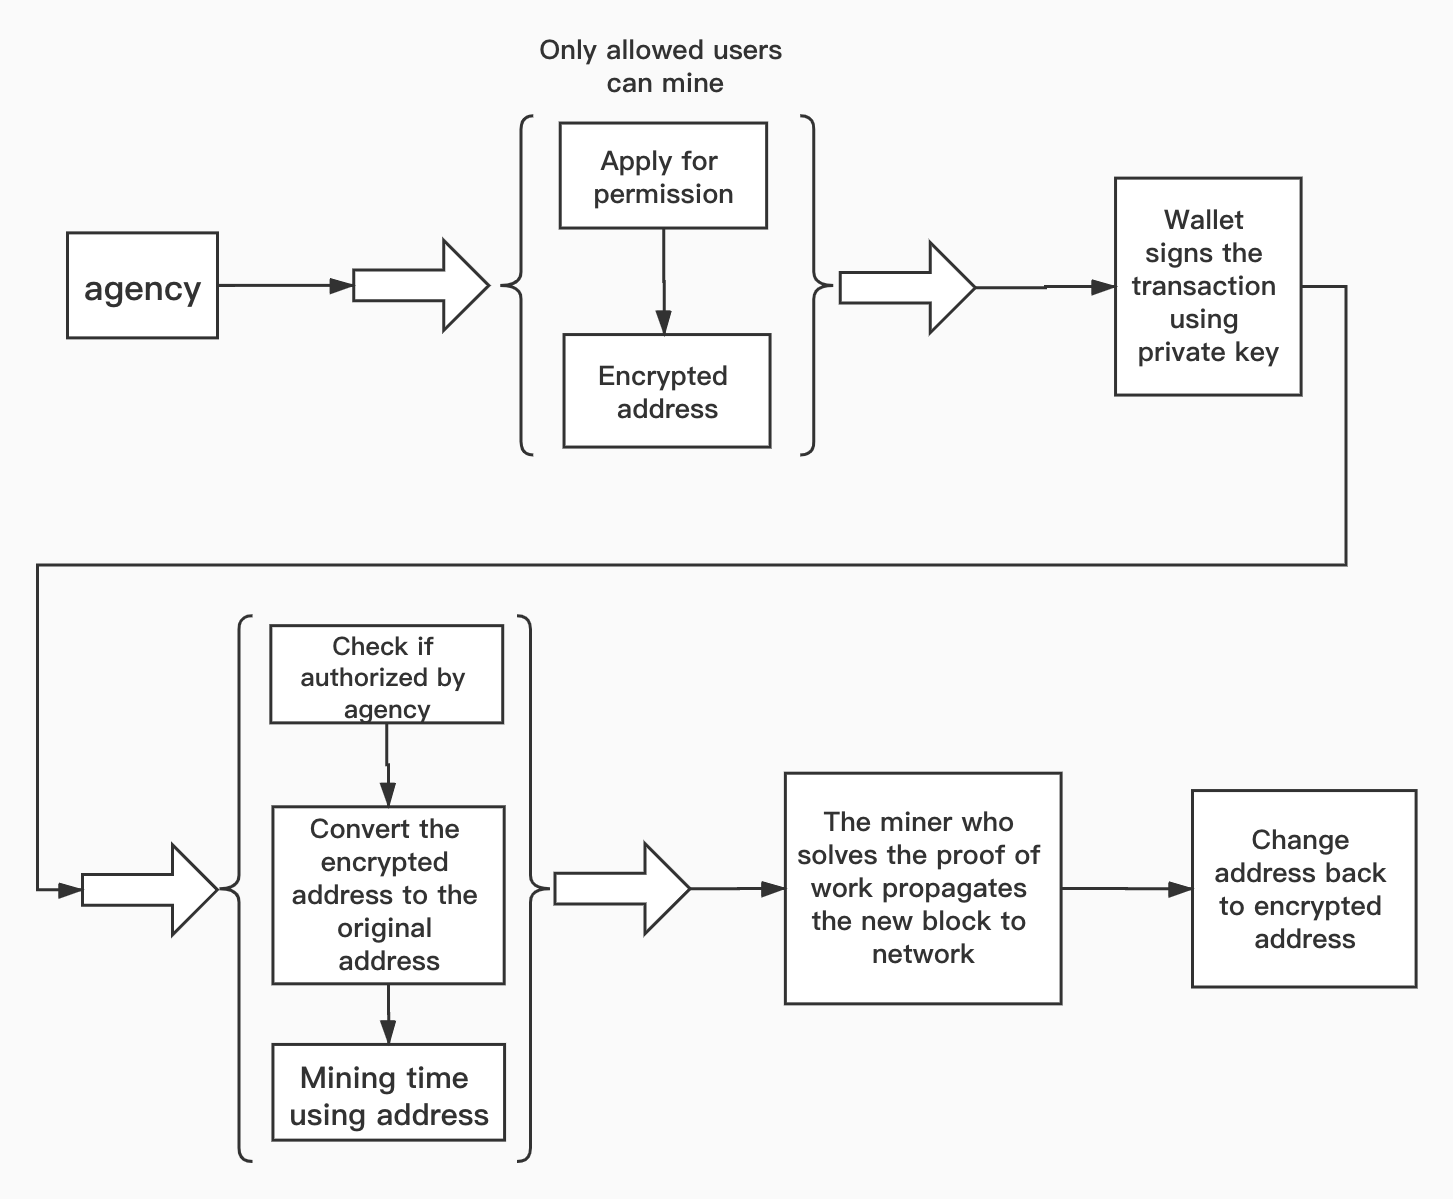 Only allowed users
can mine
Apply for
permission
agency
Encrypted
address
Wallet
signs the
transaction
using
private key
Check if
authorized by
agency
Convert the
encrypted
address to the
original
address
Mining time
using address
The miner who
solves the proof of
work propagates
the new block to
network
Change
address back
to encrypted
address